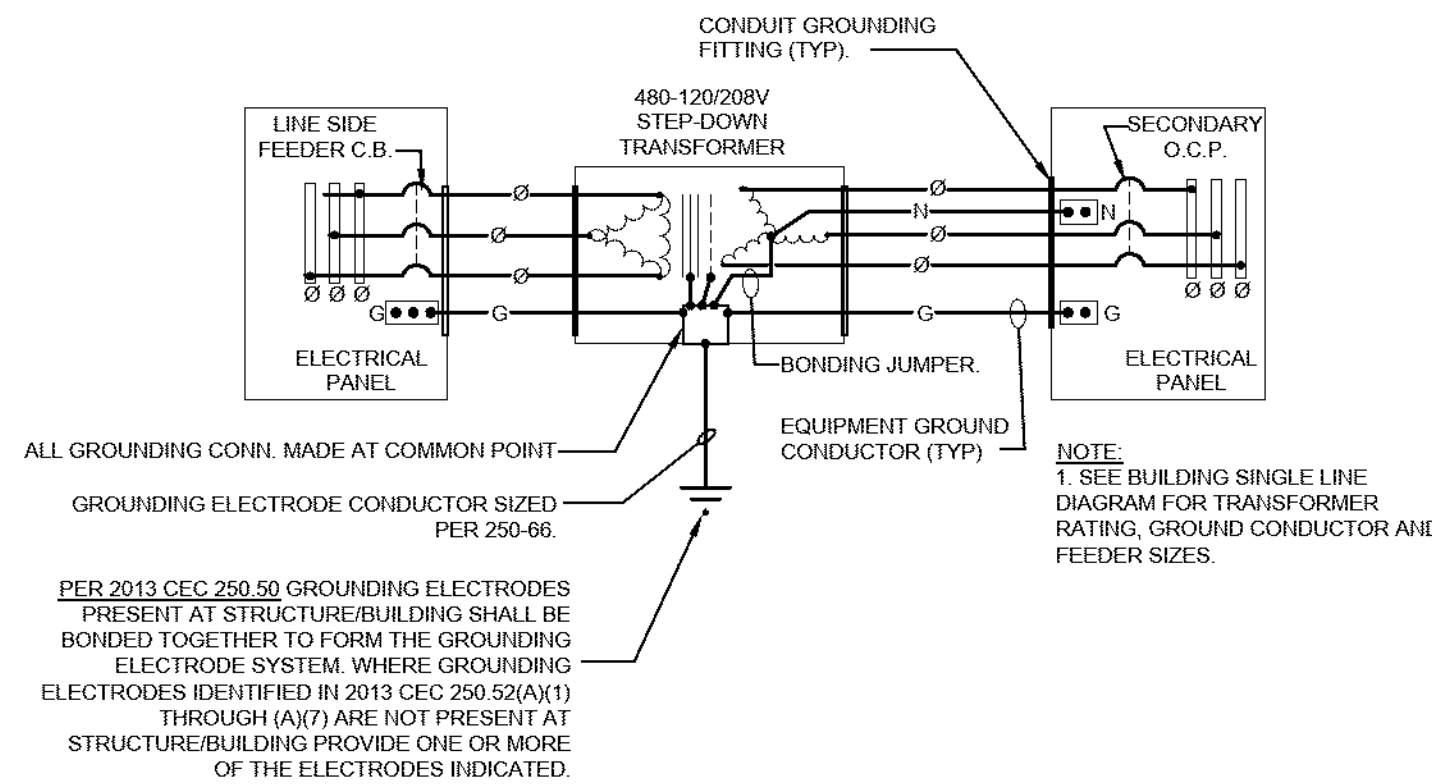 CONDUIT GROUNDING
FITTING (TYP).
480-120/208V
STEP-DOWN
TRANSFORMER
LINE SIDE
FEEDER C.B.
SECONDARY
O.C.P.
Ø
Ø
Ø
Ø Ø Ø
G
G
ELECTRICAL
PANEL
Ø
N
Ø
Ø
G
N
Ø Ø Ø
G
ELECTRICAL
PANEL
BONDING JUMPER.
EQUIPMENT GROUND
CONDUCTOR (TYP)
ALL GROUNDING CONN. MADE AT COMMON POINT
GROUNDING ELECTRODE CONDUCTOR SIZED
PER 250-66.
PER 2013 CEC 250.50 GROUNDING ELECTRODES
PRESENT AT STRUCTURE/BUILDING SHALL BE
BONDED TOGETHER TO FORM THE GROUNDING
ELECTRODE SYSTEM. WHERE GROUNDING
ELECTRODES IDENTIFIED IN 2013 CEC 250.52(A)(1)
THROUGH (A)(7) ARE NOT PRESENT AT
STRUCTURE/BUILDING PROVIDE ONE OR MORE
OF THE ELECTRODES INDICATED.
NOTE:
1. SEE BUILDING SINGLE LINE
DIAGRAM FOR TRANSFORMER
RATING, GROUND CONDUCTOR AND
FEEDER SIZES.